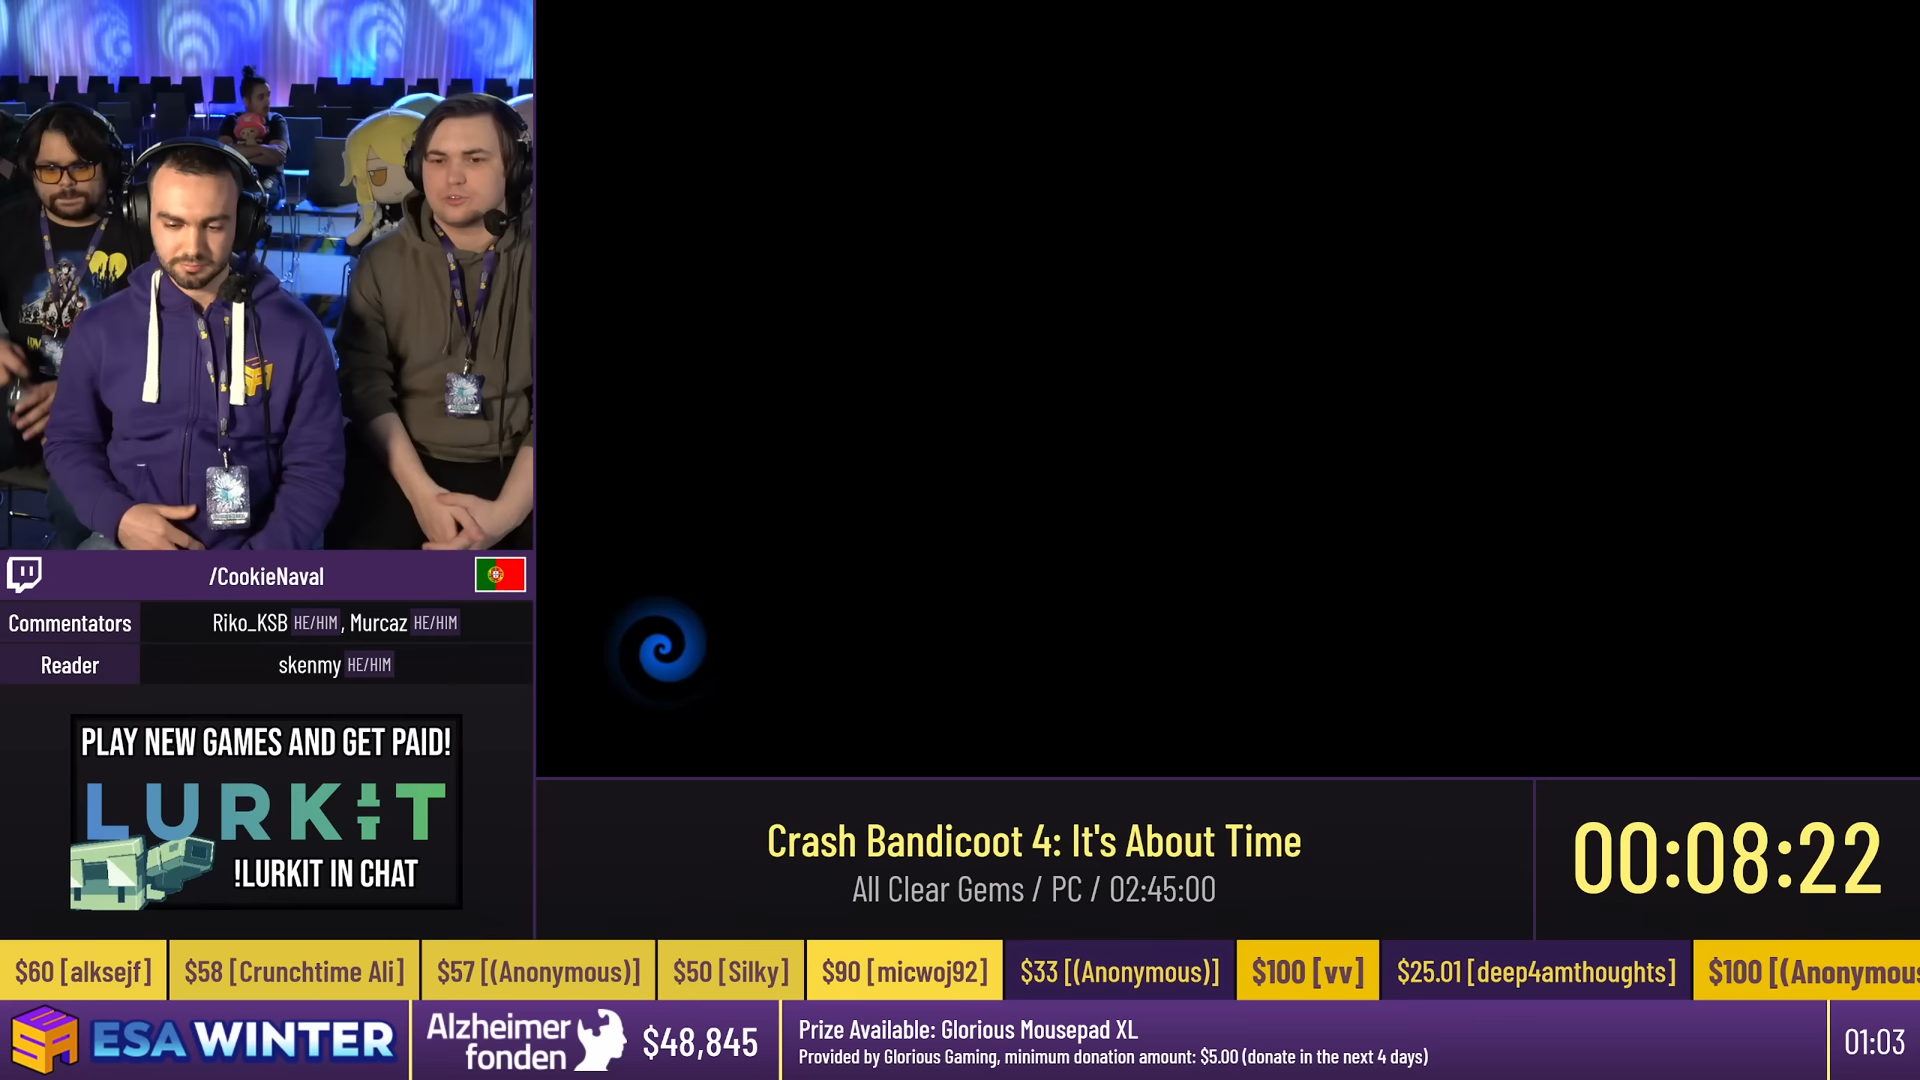 /CookieNaval
Commentators
Riko_KSB HE/HIM, Murcaz HE/HIM
Reader
skenmy HE/HIM
PLAY NEW GAMES AND GET PAID!
LURKIT
!LURKIT IN CHAT
Crash Bandicoot 4: It's About Time
All Clear Gems / PC / 02:45:00
00:08:22
$60 [alksejf]
$58 [Crunchtime Ali]
$57 [(Anonymous)]
$50 [Silky]
$90 [micwoj92]
$33 [(Anonymous)]
$100 [vv]
$25.01 [deep4amthoughts]
$100 [(Anonymous
ESA WINTER
Alzheimer
fonden
$48,845
Prize Available: Glorious Mousepad XL
Provided by Glorious Gaming, minimum donation amount: $5.00 (donate in the next 4 days)
01:03